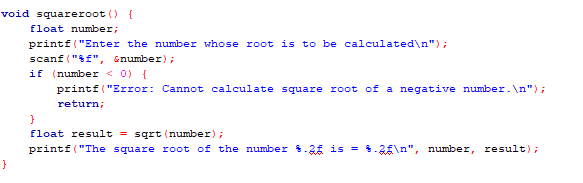 void squareroot() {
    float number;
    printf("Enter the number whose root is to be calculated\n");
    scanf("%f", &number);
    if (number < 0) {
        printf("Error: Cannot calculate square root of a negative number.\n");
        return;
    }
    float result = sqrt(number);
    printf("The square root of the number %.2f is = %.2f\n", number, result);
}